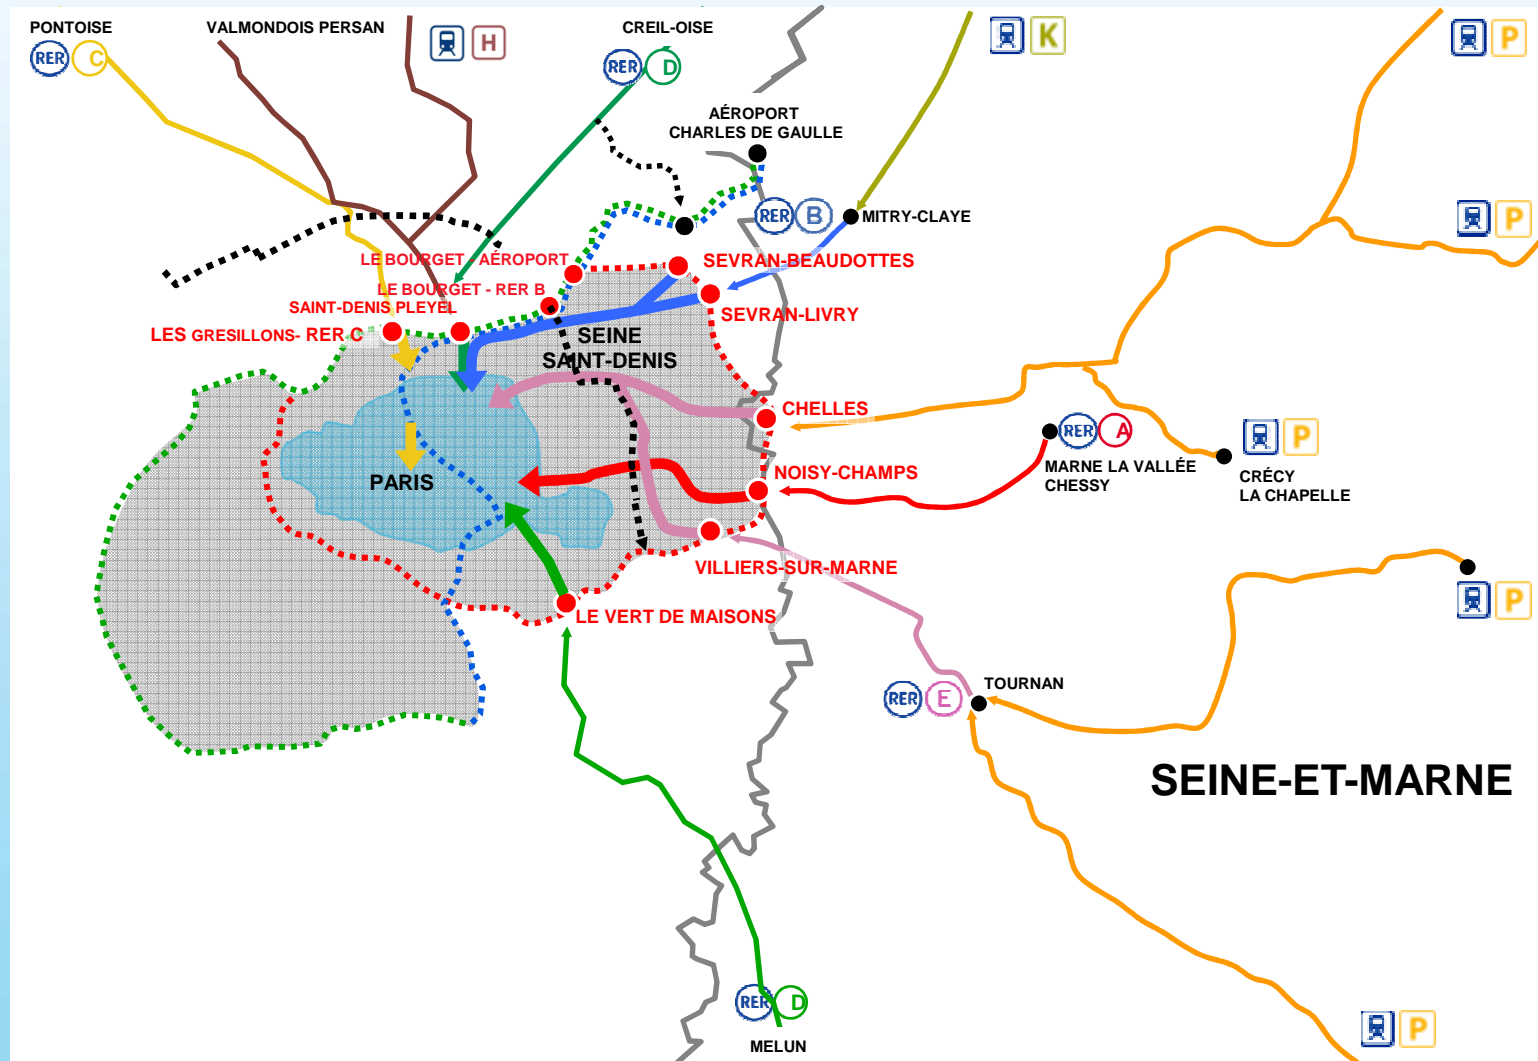 PONTOISE
RER C
VALMONDOIS PERSAN
H
CREIL-OISE
RER D
K
P
AÉROPORT
CHARLES DE GAULLE
RER B
MITRY-CLAYE
P
LE BOURGET - AÉROPORT
SEVRAN-BEAUDOTTES
LE BOURGET - RER B
SAINT-DENIS PLEYEL
SEVRAN-LIVRY
LES GRESILLONS- RER C
SEINE
SAINT-DENIS
CHELLES
RER A
MARNE LA VALLÉE
CHESSY
P
CRÉCY
LA CHAPELLE
NOISY-CHAMPS
PARIS
VILLIERS-SUR-MARNE
P
LE VERT DE MAISONS
RER E
TOURNAN
SEINE-ET-MARNE
RER D
MELUN
P